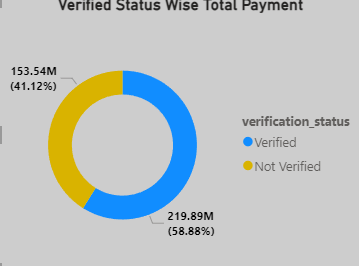 Verified Status Wise Total Payment
153.54M
(41.12%)
verification_status
Verified
Not Verified
219.89M
(58.88%)